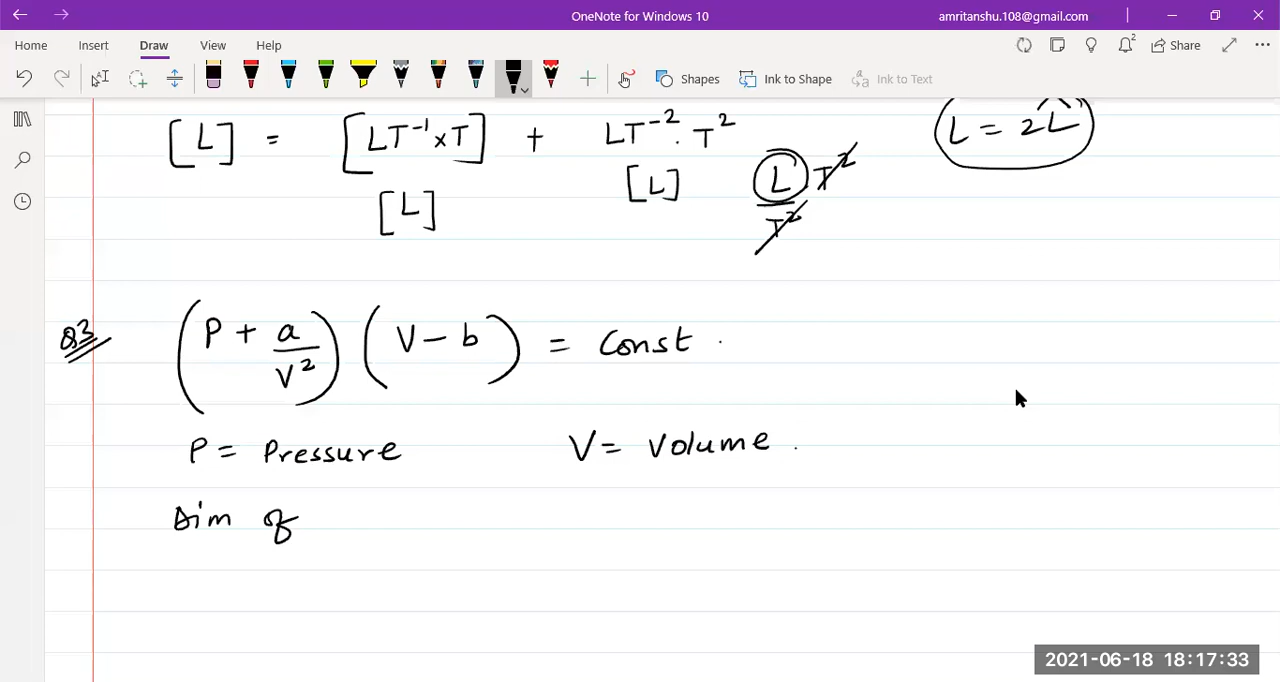 OneNote for Windows 10
amritanshu.108@gmail.com
Home Insert Draw View Help
Share
Shapes Ink to Shape Ink to Text
[L] = [LT⁻¹×T] + LT⁻²·T² L = 2L
[L] [L] L/T² T²
Q3 (P + a/V²) (V − b) = Const.
P = Pressure V = Volume.
Dim of
2021-06-18 18:17:33